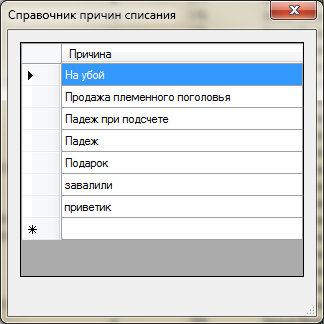 Справочник причин списания
Причина
На убой
Продажа племенного поголовья
Падеж при подсчете
Падеж
Подарок
завалили
приветик